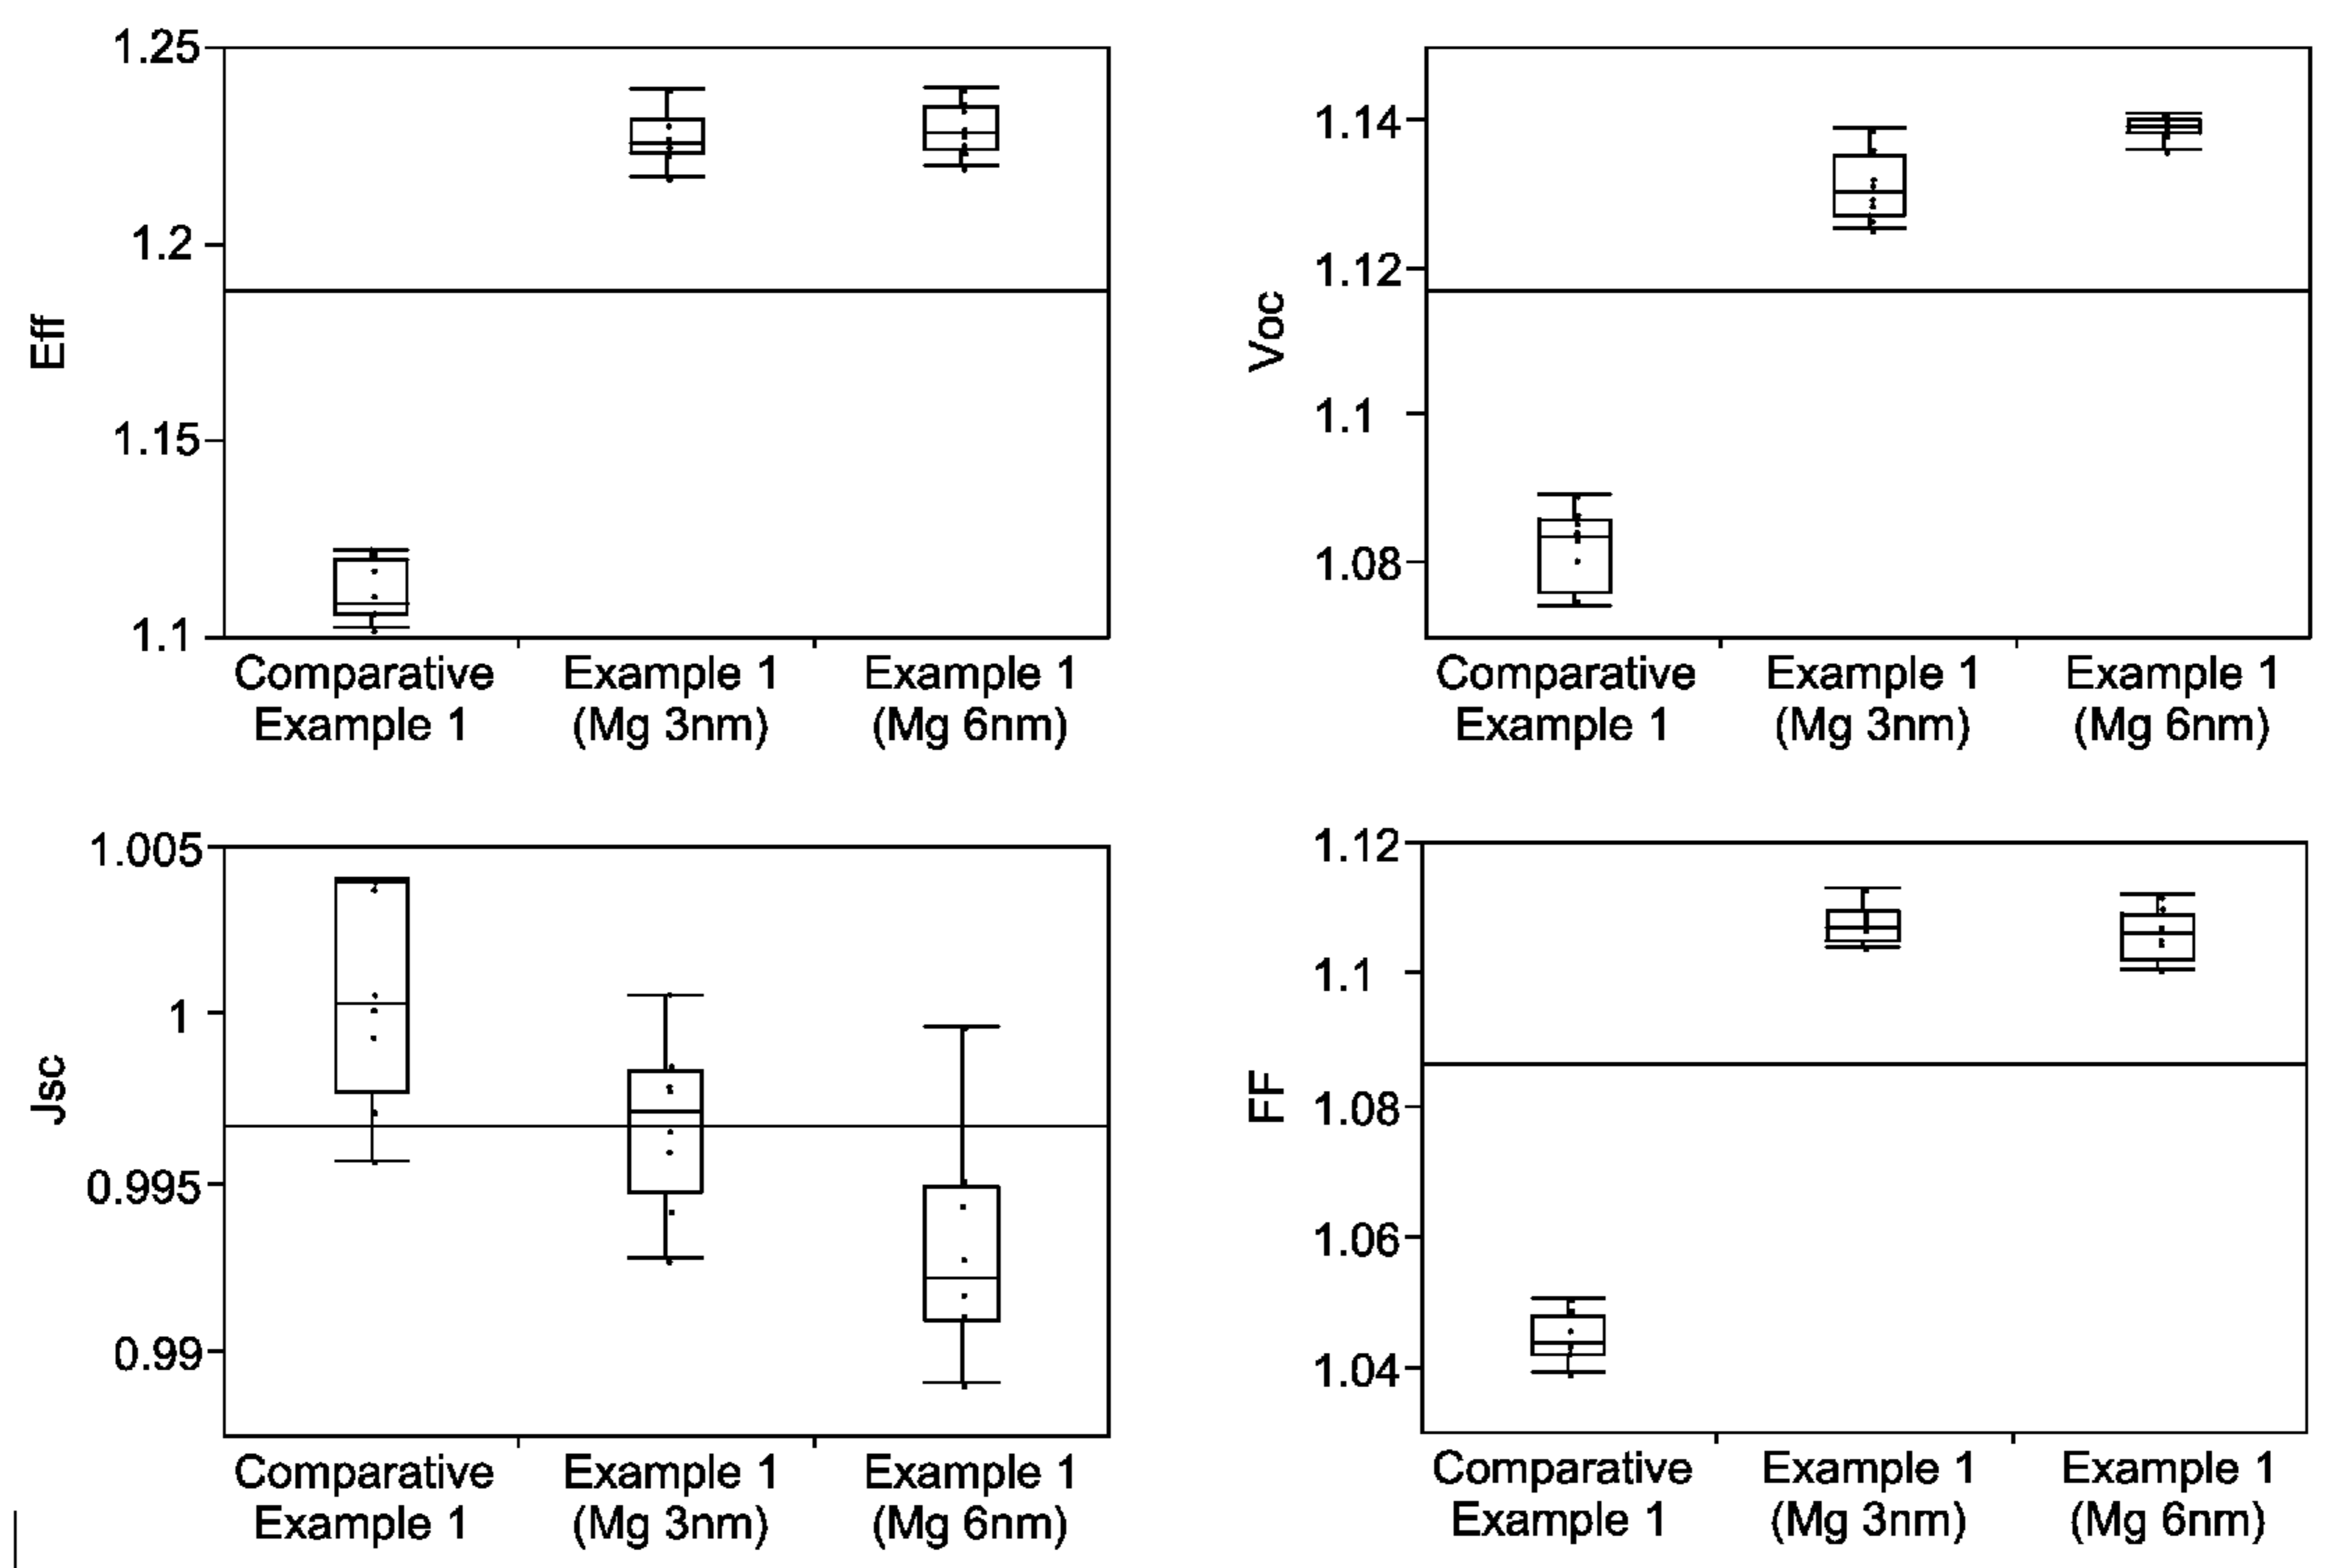 Eff
1.25
1.2
1.15
1.1
Comparative Example 1
Example 1 (Mg 3nm)
Example 1 (Mg 6nm)
Voc
1.14
1.12
1.1
1.08
Comparative Example 1
Example 1 (Mg 3nm)
Example 1 (Mg 6nm)
Jsc
1.005
1
0.995
0.99
Comparative Example 1
Example 1 (Mg 3nm)
Example 1 (Mg 6nm)
FF
1.12
1.1
1.08
1.06
1.04
Comparative Example 1
Example 1 (Mg 3nm)
Example 1 (Mg 6nm)